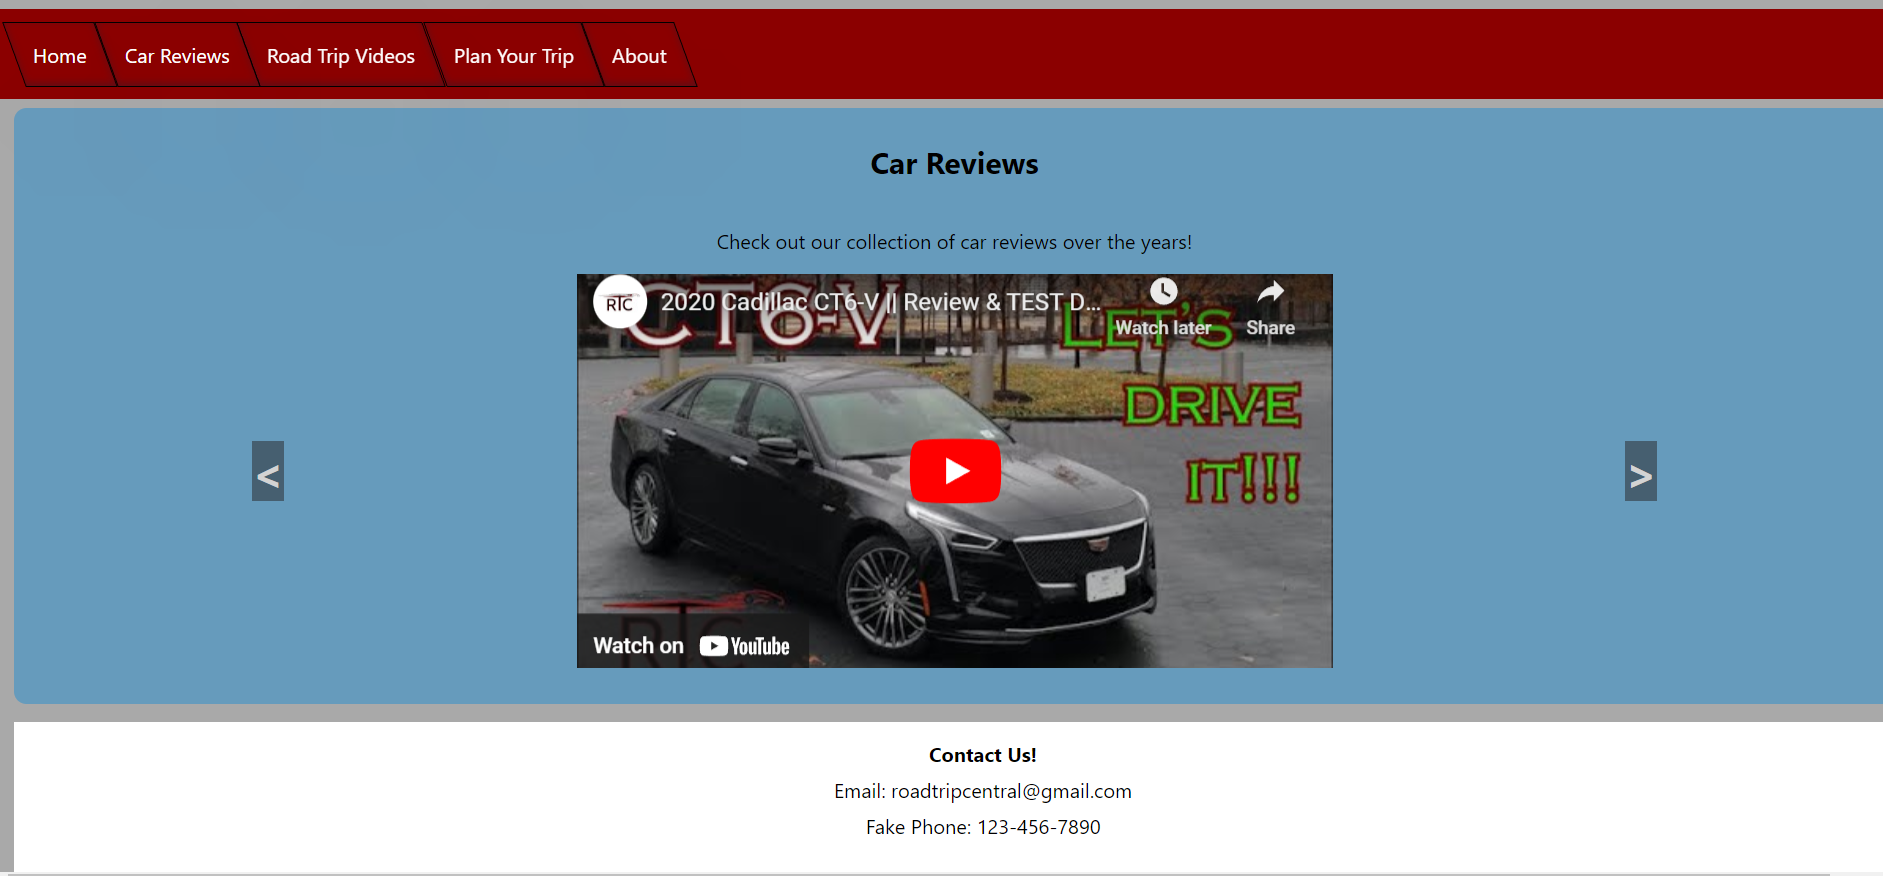 Home Car Reviews Road Trip Videos Plan Your Trip About
Car Reviews
Check out our collection of car reviews over the years!
RTC 2020 Cadillac CT6-V || Review & TEST D... Watch later Share
CT6-V LET'S
DRIVE
IT!!!
< >
RTC
Watch on YouTube
Contact Us!
Email: roadtripcentral@gmail.com
Fake Phone: 123-456-7890